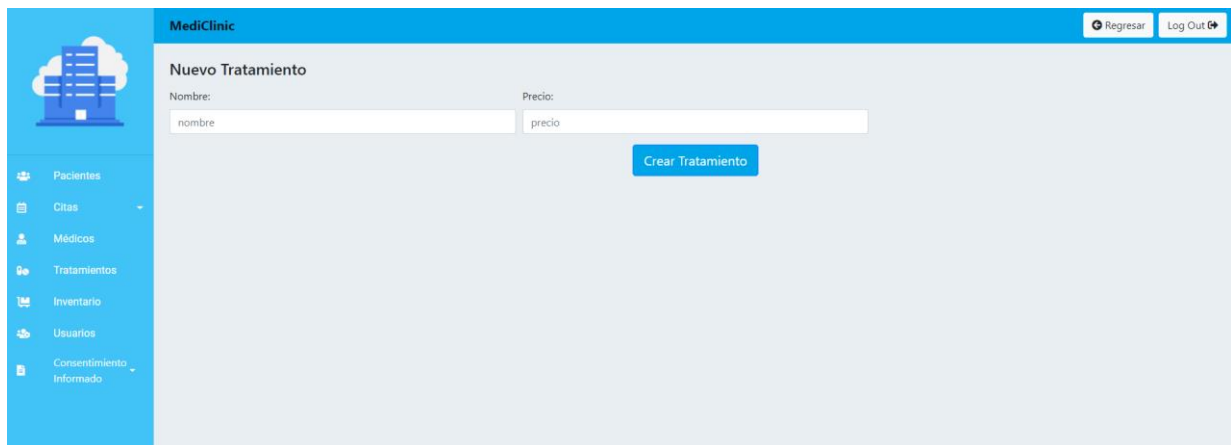 MediClinic
Regresar
Log Out
Nuevo Tratamiento
Nombre:
Precio:
nombre
precio
Crear Tratamiento
Pacientes
Citas
Médicos
Tratamientos
Inventario
Usuarios
Consentimiento
Informado